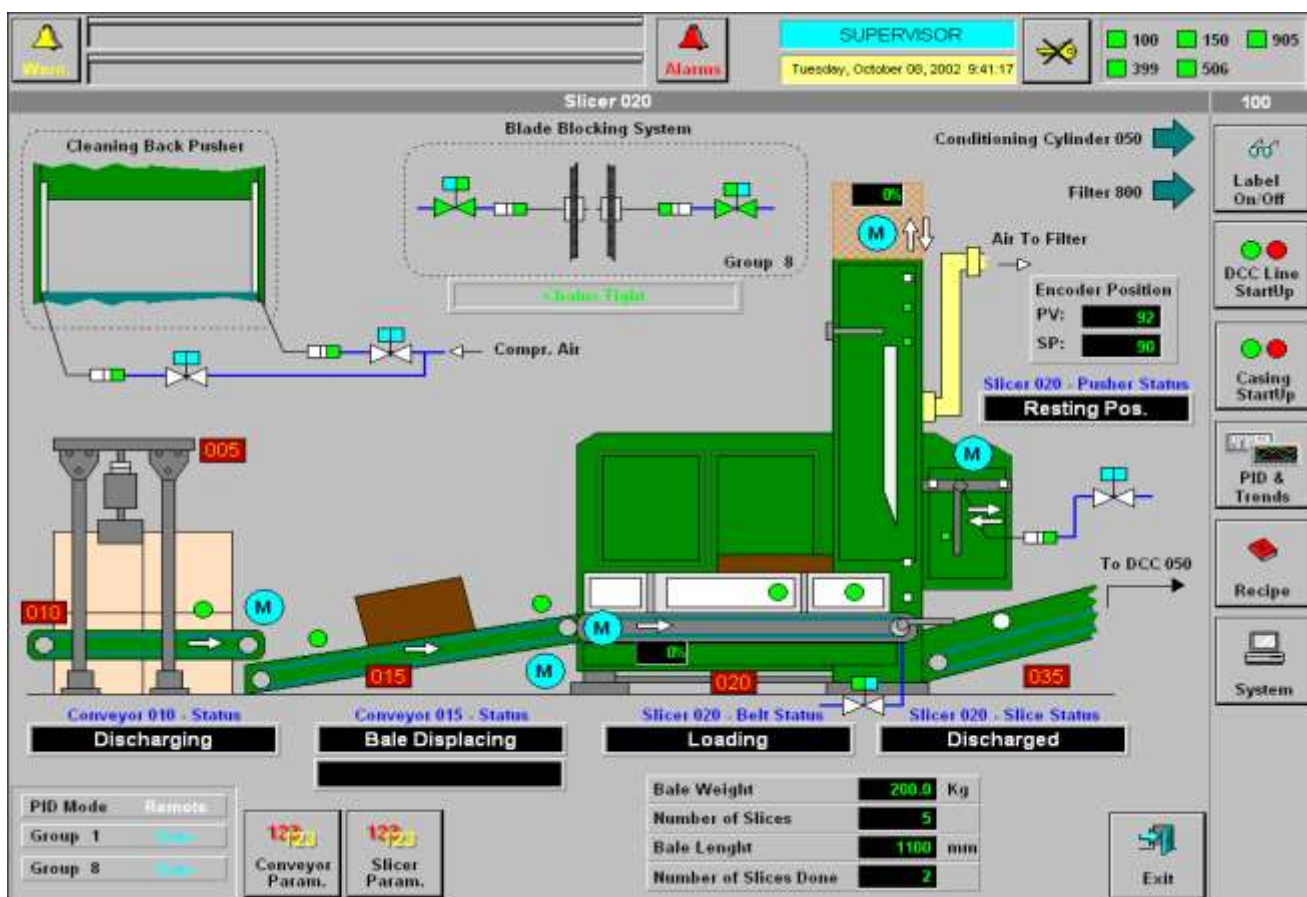 Warn.
Alarms
SUPERVISOR
Tuesday, October 08, 2002 9:41:17
100
150
905
399
506
Slicer 020
100
Cleaning Back Pusher
Blade Blocking System
Group 8
Chains Tight
Compr. Air
Conditioning Cylinder 050
Filter 800
0%
M
Air To Filter
Encoder Position
PV: 92
SP: 90
Slicer 020 - Pusher Status
Resting Pos.
Label
On/Off
DCC Line
StartUp
Casing
StartUp
PID &
Trends
Recipe
System
005
010
M
015
M
M
0%
020
M
035
To DCC 050
Conveyor 010 - Status
Discharging
Conveyor 015 - Status
Bale Displacing
Slicer 020 - Belt Status
Loading
Slicer 020 - Slice Status
Discharged
PID Mode Remote
Group 1
Group 8
123
123
Conveyor
Param.
123
123
Slicer
Param.
Bale Weight 200.0 Kg
Number of Slices 5
Bale Lenght 1100 mm
Number of Slices Done 2
Exit